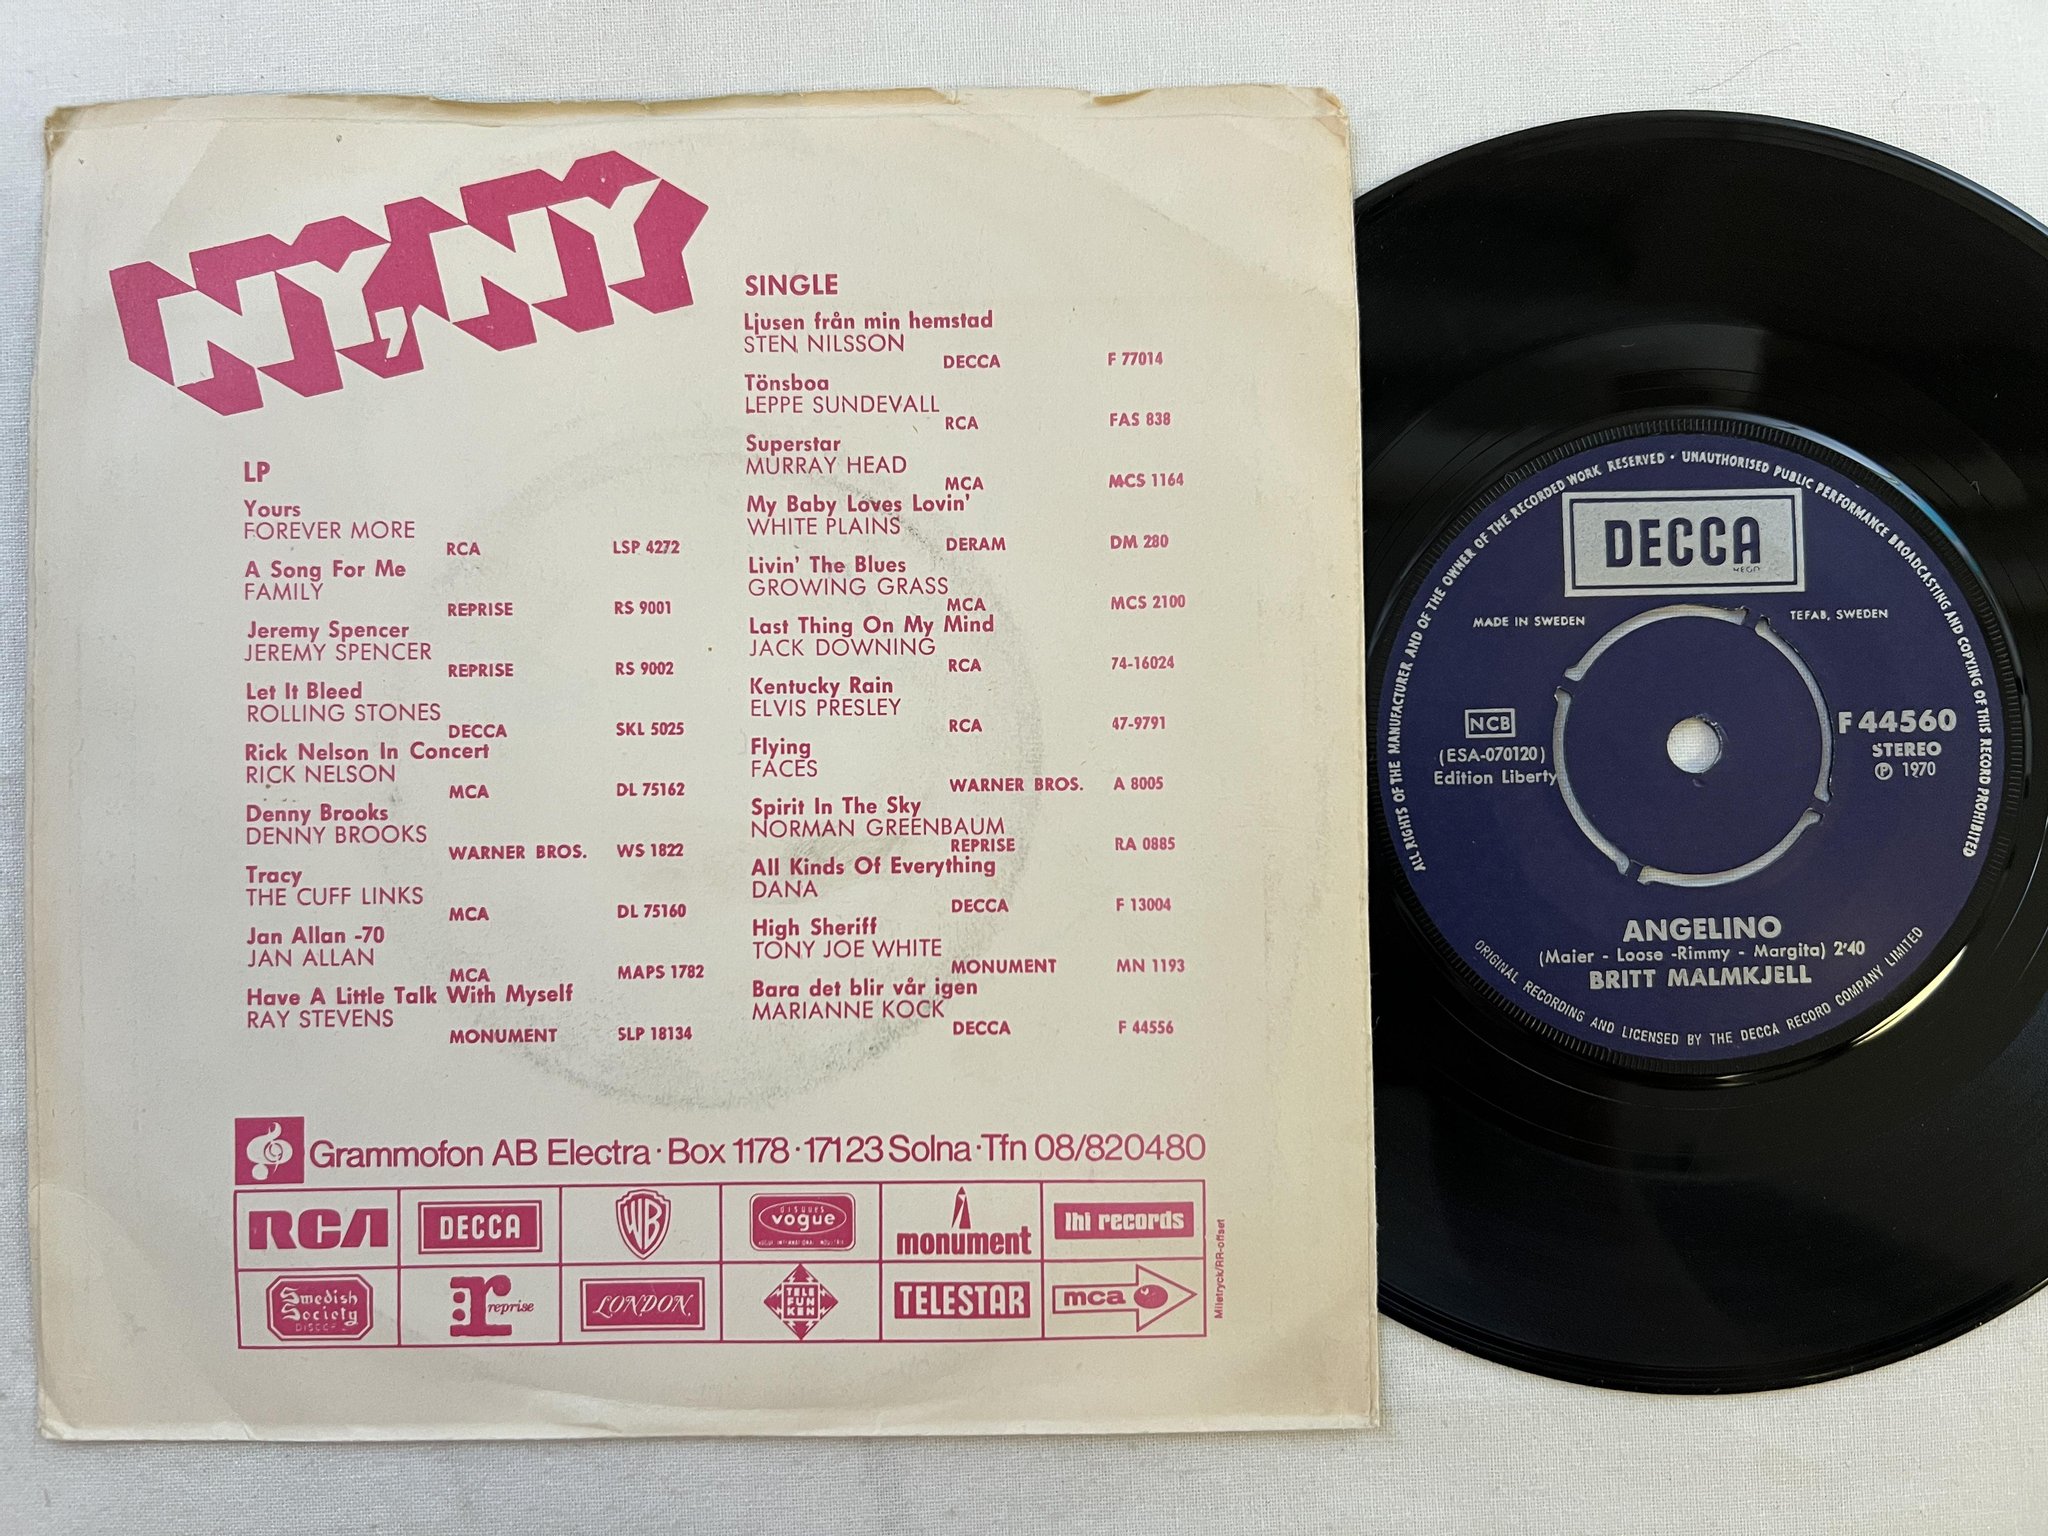 NY, NY
LP
Yours
FOREVER MORE
RCA LSP 4272
A Song For Me
FAMILY
REPRISE RS 9001
Jeremy Spencer
JEREMY SPENCER
REPRISE RS 9002
Let It Bleed
ROLLING STONES
DECCA SKL 5025
Rick Nelson In Concert
RICK NELSON
MCA DL 75162
Denny Brooks
DENNY BROOKS
WARNER BROS. WS 1822
Tracy
THE CUFF LINKS
MCA DL 75160
Jan Allan -70
JAN ALLAN
MCA MAPS 1782
Have A Little Talk With Myself
RAY STEVENS
MONUMENT SLP 18134
SINGLE
Ljusen från min hemstad
STEN NILSSON
DECCA F 77014
Tönsboa
LEPPE SUNDEVALL
RCA FAS 838
Superstar
MURRAY HEAD
MCA MCS 1164
My Baby Loves Lovin'
WHITE PLAINS
DERAM DM 280
Livin' The Blues
GROWING GRASS
MCA MCS 2100
Last Thing On My Mind
JACK DOWNING
RCA 74-16024
Kentucky Rain
ELVIS PRESLEY
RCA 47-9791
Flying
FACES
WARNER BROS. A 8005
Spirit In The Sky
NORMAN GREENBAUM
REPRISE RA 0885
All Kinds Of Everything
DANA
DECCA F 13004
High Sheriff
TONY JOE WHITE
MONUMENT MN 1193
Bara det blir vår igen
MARIANNE KOCK
DECCA F 44556
Grammofon AB Electra · Box 1178 · 171 23 Solna · Tfn 08/82 04 80
RCA DECCA WB disques vogue monument lhi records
Swedish Society reprise LONDON TELEFUNKEN TELESTAR mca
Miletryck/RR-offset
ALL RIGHTS OF THE MANUFACTURER AND OF THE OWNER OF THE RECORDED WORK RESERVED · UNAUTHORISED PUBLIC PERFORMANCE BROADCASTING AND COPYING OF THIS RECORD PROHIBITED
DECCA
REGD
MADE IN SWEDEN
TEFAB, SWEDEN
NCB
(ESA-070120)
Edition Liberty
F 44560
STEREO
℗ 1970
ANGELINO
(Maier - Loose -Rimmy - Margita) 2'40
BRITT MALMKJELL
ORIGINAL RECORDING AND LICENSED BY THE DECCA RECORD COMPANY LIMITED